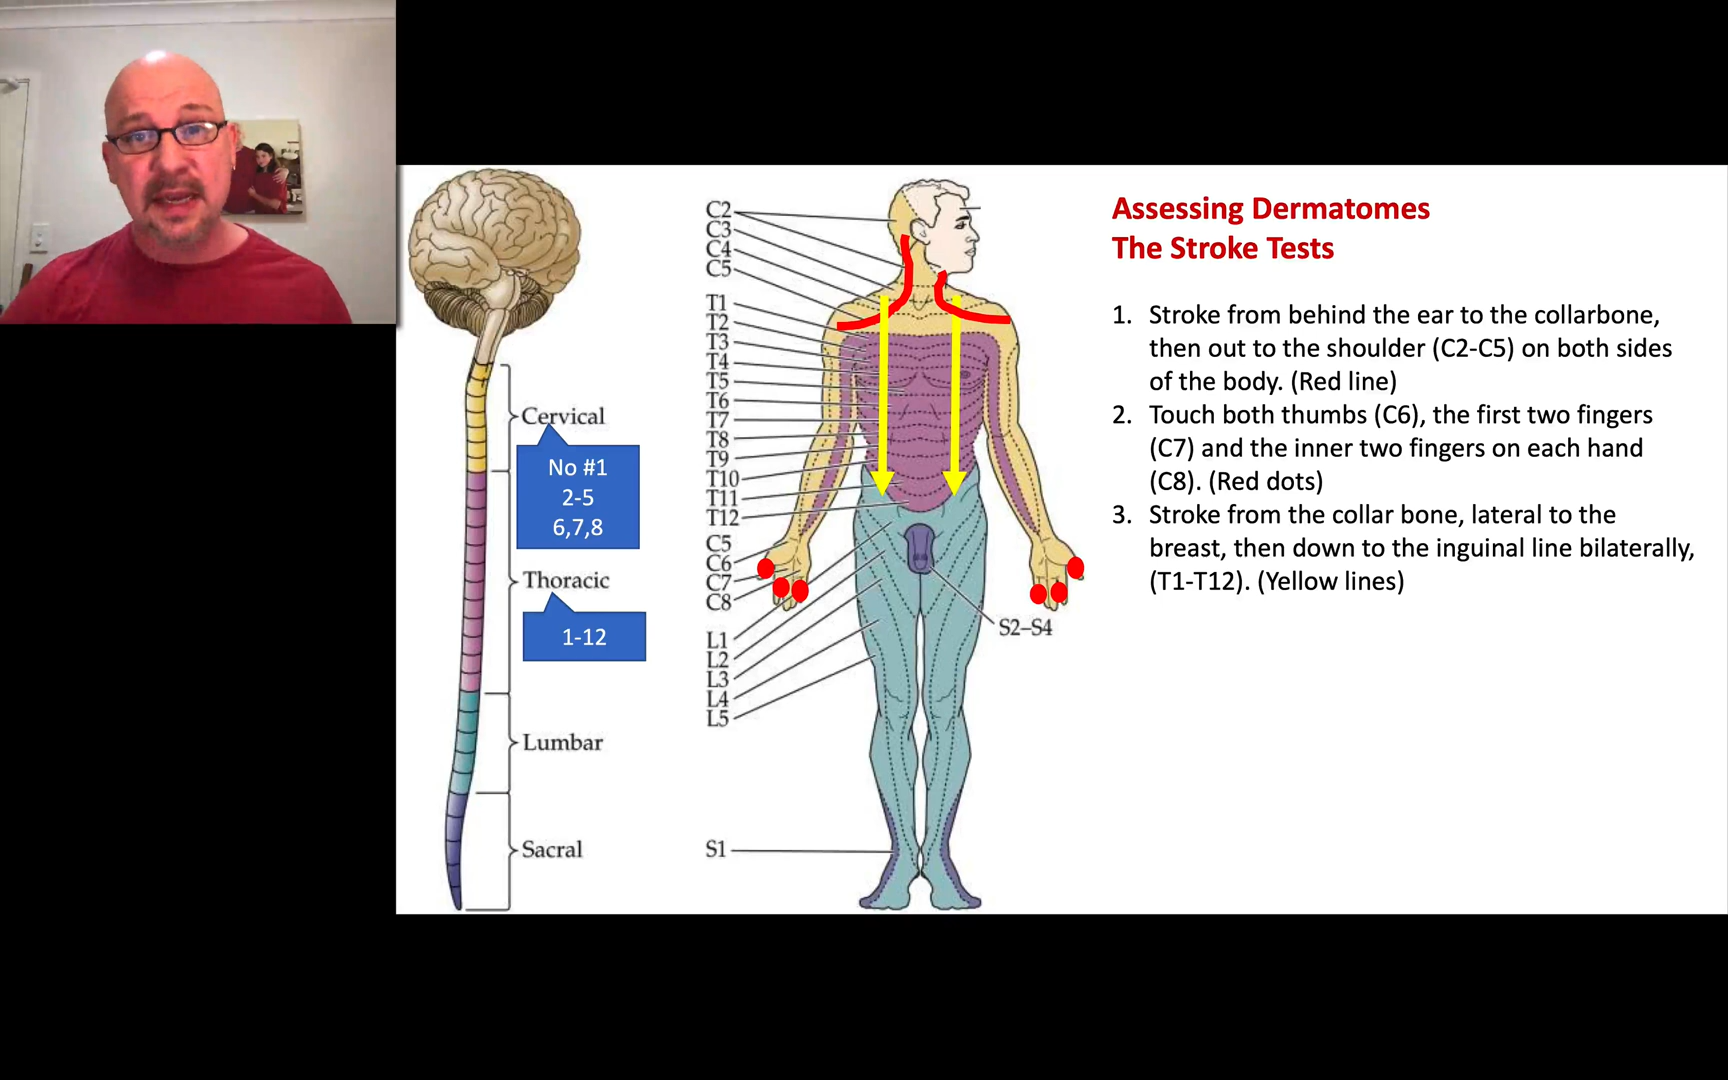 Assessing Dermatomes
The Stroke Tests
1. Stroke from behind the ear to the collarbone,
then out to the shoulder (C2-C5) on both sides
of the body. (Red line)
2. Touch both thumbs (C6), the first two fingers
(C7) and the inner two fingers on each hand
(C8). (Red dots)
3. Stroke from the collar bone, lateral to the
breast, then down to the inguinal line bilaterally,
(T1-T12). (Yellow lines)
Cervical
No #1
2-5
6,7,8
Thoracic
1-12
Lumbar
Sacral
C2
C3
C4
C5
T1
T2
T3
T4
T5
T6
T7
T8
T9
T10
T11
T12
C5
C6
C7
C8
L1
L2
L3
L4
L5
S1
S2–S4